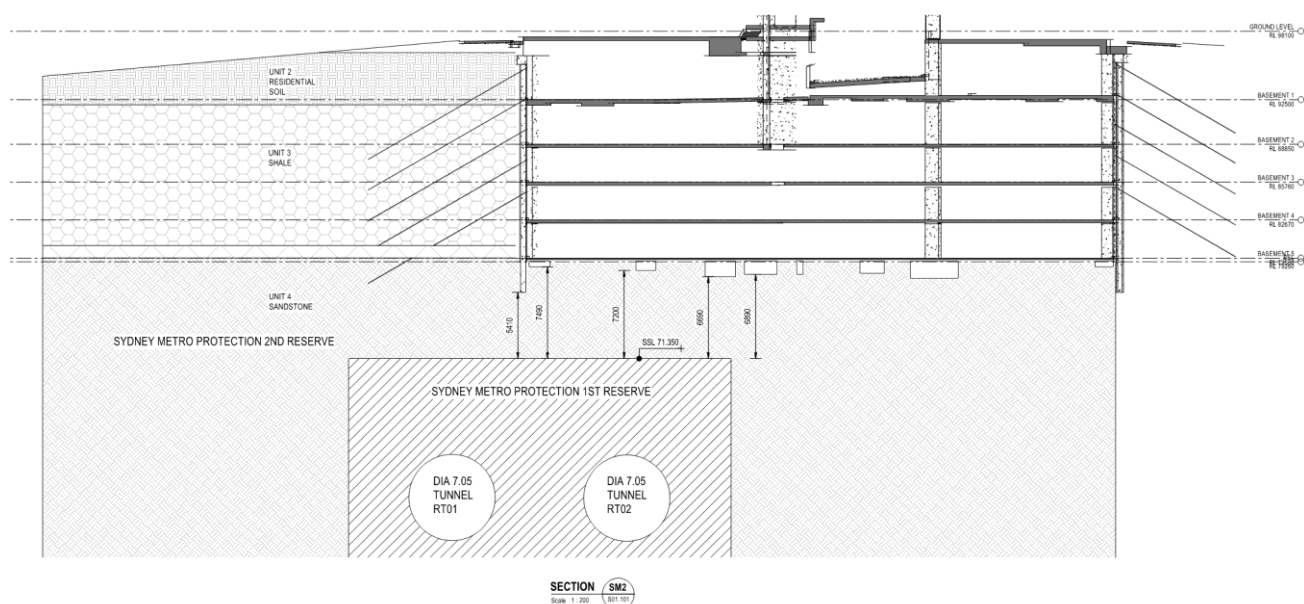 GROUND LEVEL
RL 98100
UNIT 2
RESIDENTIAL
SOIL
BASEMENT 1
RL 92500
BASEMENT 2
RL 88850
UNIT 3
SHALE
BASEMENT 3
RL 85760
BASEMENT 4
RL 82670
BASEMENT 5
UNIT 4
SANDSTONE
5410
7490
7200
6690
6890
SYDNEY METRO PROTECTION 2ND RESERVE
SSL 71.350
SYDNEY METRO PROTECTION 1ST RESERVE
DIA 7.05
TUNNEL
RT01
DIA 7.05
TUNNEL
RT02
SECTION
SM2
Scale 1 : 200
S01.101